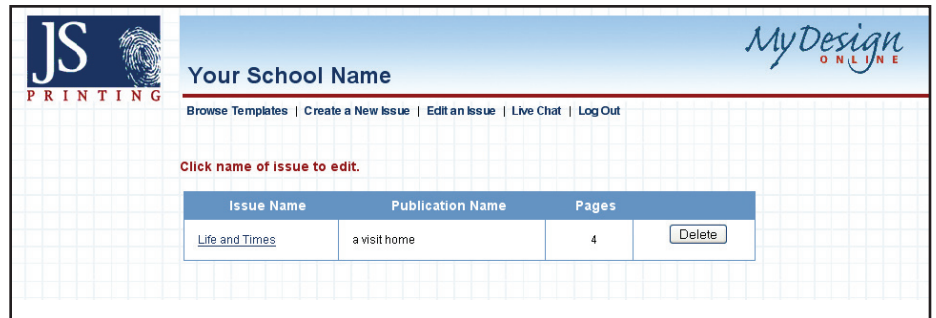 JS
PRINTING
MyDesign
ONLINE
Your School Name
Browse Templates | Create a New Issue | Edit an Issue | Live Chat | Log Out
Click name of issue to edit.
Issue Name Publication Name Pages
Life and Times a visit home 4 Delete